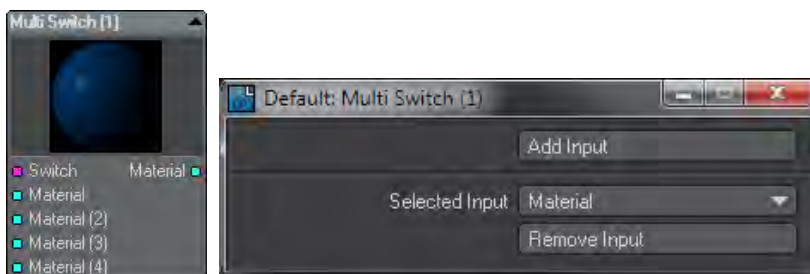 Multi Switch (1)
Switch Material
Material
Material (2)
Material (3)
Material (4)
Default: Multi Switch (1)
Add Input
Selected Input Material
Remove Input